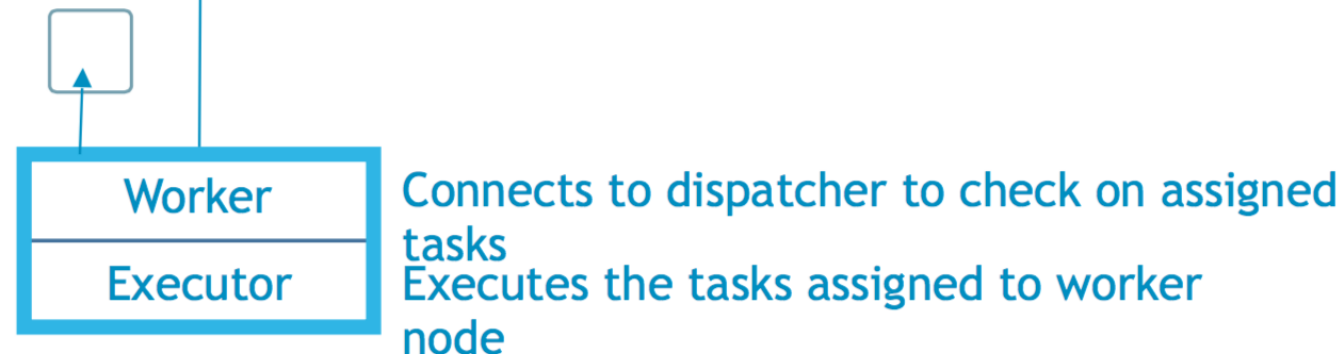 Worker
Connects to dispatcher to check on assigned
tasks
Executor
Executes the tasks assigned to worker
node